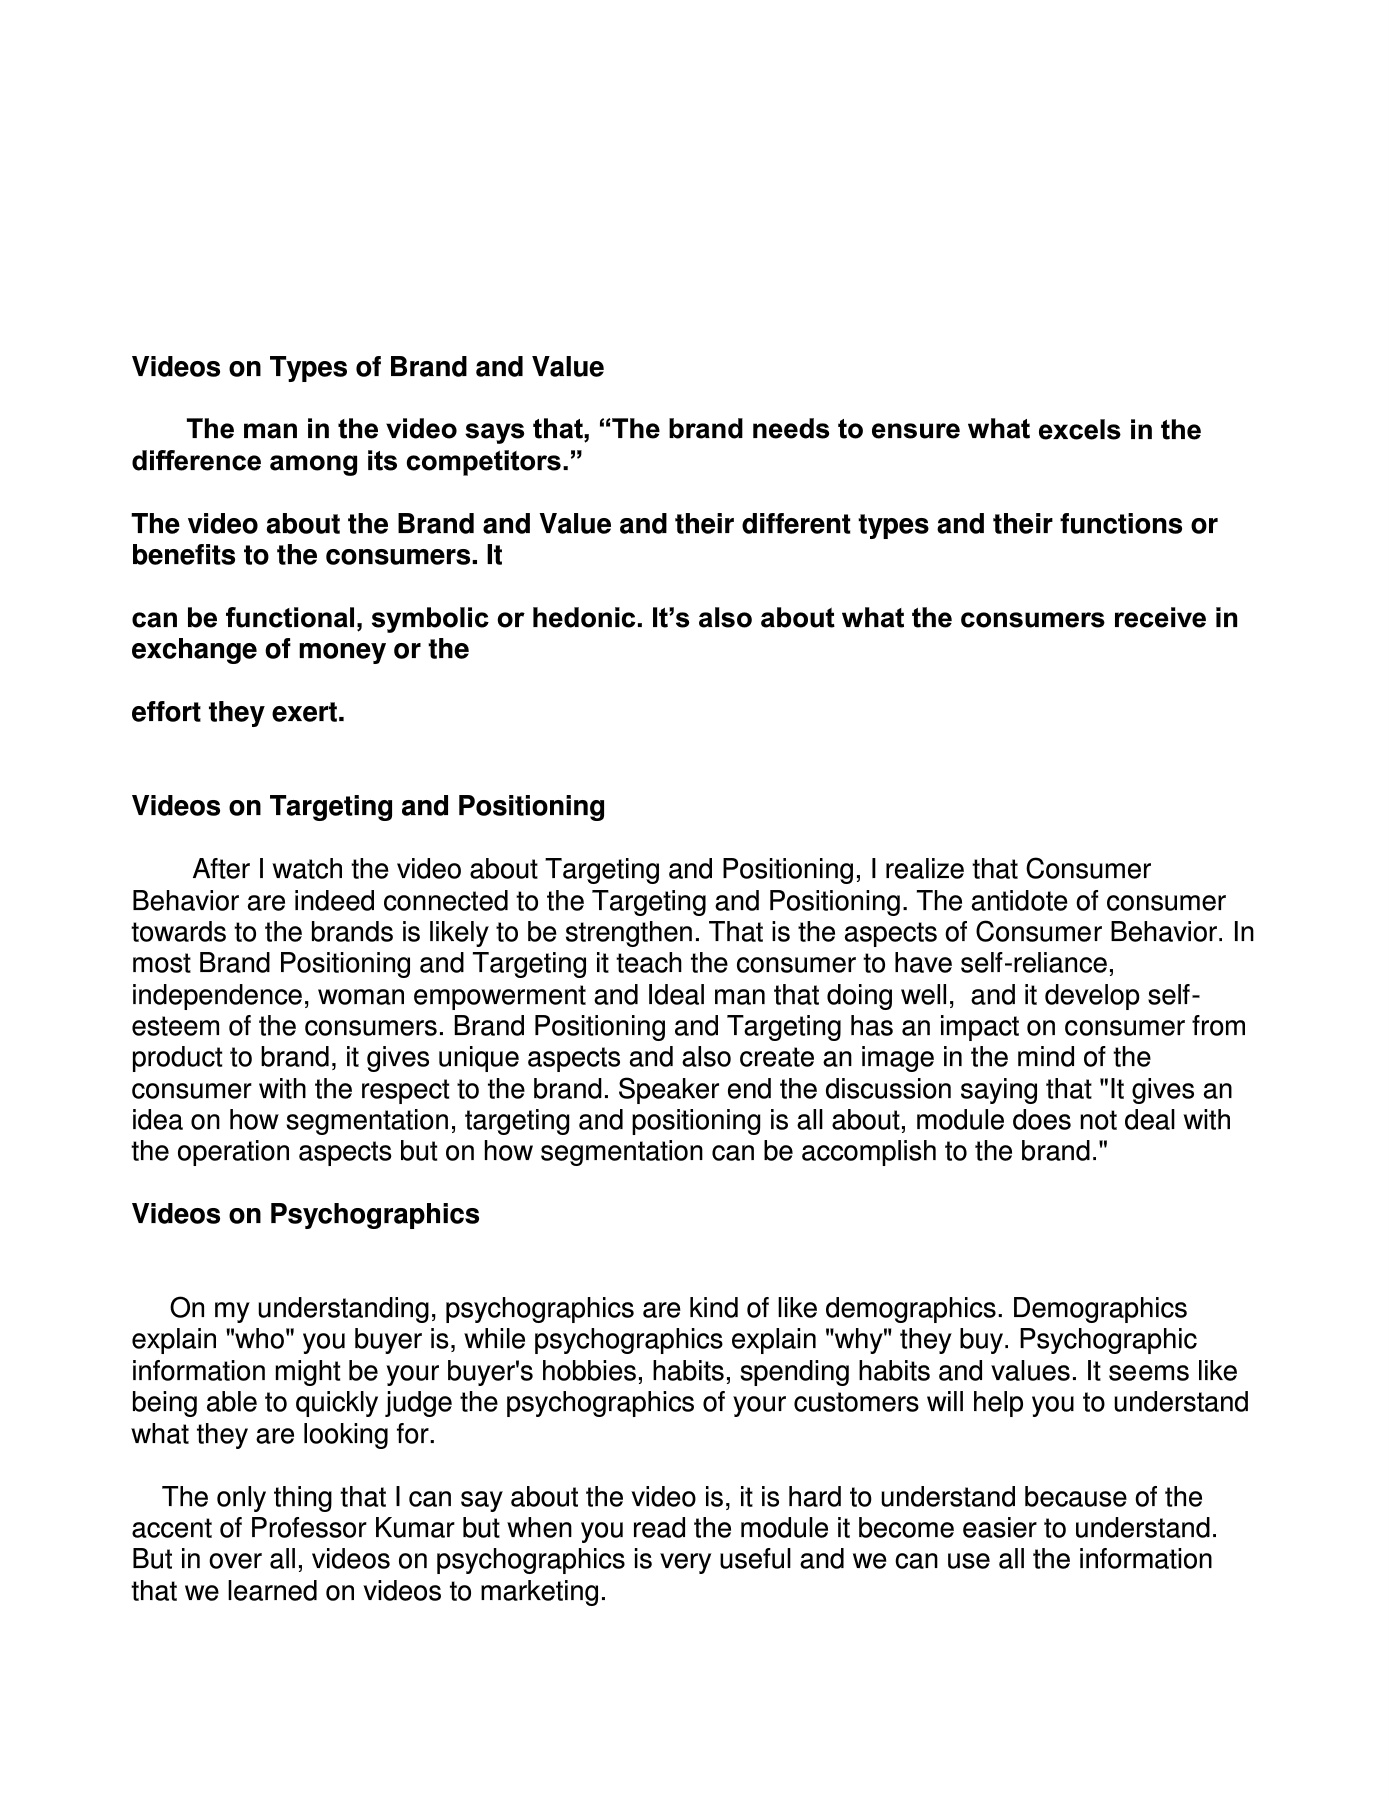 Videos on Types of Brand and Value
The man in the video says that, “The brand needs to ensure what excels in the
difference among its competitors.”
The video about the Brand and Value and their different types and their functions or
benefits to the consumers. It
can be functional, symbolic or hedonic. It’s also about what the consumers receive in
exchange of money or the
effort they exert.
Videos on Targeting and Positioning
After I watch the video about Targeting and Positioning, I realize that Consumer
Behavior are indeed connected to the Targeting and Positioning. The antidote of consumer
towards to the brands is likely to be strengthen. That is the aspects of Consumer Behavior. In
most Brand Positioning and Targeting it teach the consumer to have self-reliance,
independence, woman empowerment and Ideal man that doing well,  and it develop self-
esteem of the consumers. Brand Positioning and Targeting has an impact on consumer from
product to brand, it gives unique aspects and also create an image in the mind of the
consumer with the respect to the brand. Speaker end the discussion saying that "It gives an
idea on how segmentation, targeting and positioning is all about, module does not deal with
the operation aspects but on how segmentation can be accomplish to the brand."
Videos on Psychographics
On my understanding, psychographics are kind of like demographics. Demographics
explain "who" you buyer is, while psychographics explain "why" they buy. Psychographic
information might be your buyer's hobbies, habits, spending habits and values. It seems like
being able to quickly judge the psychographics of your customers will help you to understand
what they are looking for.
The only thing that I can say about the video is, it is hard to understand because of the
accent of Professor Kumar but when you read the module it become easier to understand.
But in over all, videos on psychographics is very useful and we can use all the information
that we learned on videos to marketing.